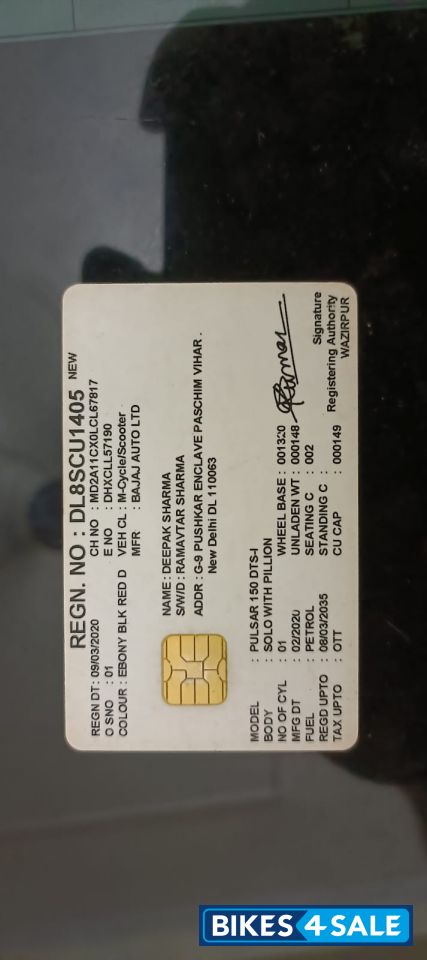 REGN. NO : DL8SCU1405 NEW
REGN DT: 09/03/2020 CH NO : MD2A11CX0LCL67817
O SNO : 01 E NO : DHXCLL57190
COLOUR : EBONY BLK RED D VEH CL : M-Cycle/Scooter
MFR : BAJAJ AUTO LTD
NAME : DEEPAK SHARMA
S/W/D : RAMAVTAR SHARMA
ADDR : G-9 PUSHKAR ENCLAVE PASCHIM VIHAR .
New Delhi DL 110063
MODEL : PULSAR 150 DTS-I
BODY : SOLO WITH PILLION
NO OF CYL : 01 WHEEL BASE : 001320
MFG DT : 02/2020 UNLADEN WT : 000148
FUEL : PETROL SEATING C : 002
REGD UPTO : 08/03/2035 STANDING C :
TAX UPTO : OTT CU CAP : 000149
Signature
Registering Authority
WAZIRPUR
BIKES4SALE